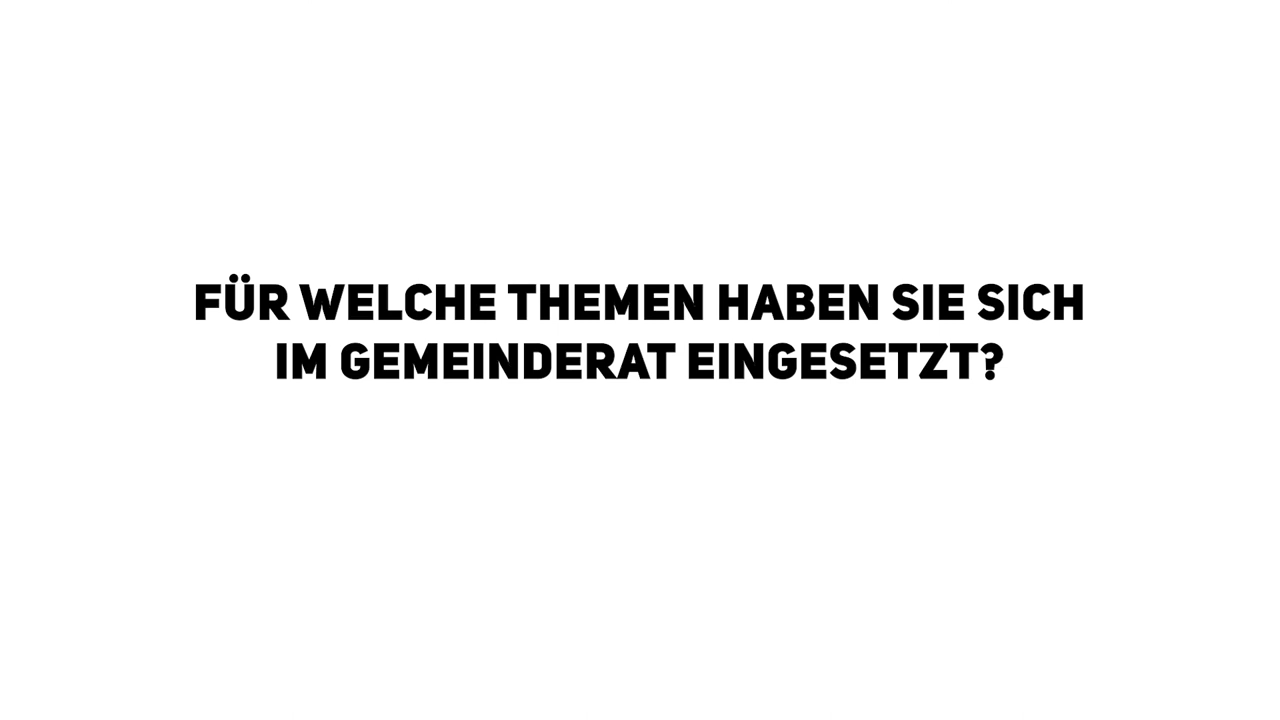 FÜR WELCHE THEMEN HABEN SIE SICH
IM GEMEINDERAT EINGESETZT?